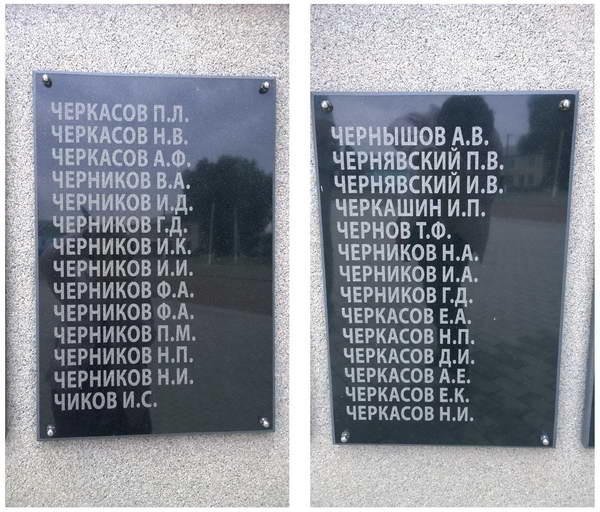 ЧЕРКАСОВ П.Л.
ЧЕРКАСОВ Н.В.
ЧЕРКАСОВ А.Ф.
ЧЕРНИКОВ В.А.
ЧЕРНИКОВ И.Д.
ЧЕРНИКОВ Г.Д.
ЧЕРНИКОВ И.К.
ЧЕРНИКОВ И.И.
ЧЕРНИКОВ Ф.А.
ЧЕРНИКОВ Ф.А.
ЧЕРНИКОВ П.М.
ЧЕРНИКОВ Н.П.
ЧЕРНИКОВ Н.И.
ЧИКОВ И.С.
ЧЕРНЫШОВ А.В.
ЧЕРНЯВСКИЙ П.В.
ЧЕРНЯВСКИЙ И.В.
ЧЕРКАШИН И.П.
ЧЕРНОВ Т.Ф.
ЧЕРНИКОВ Н.А.
ЧЕРНИКОВ И.А.
ЧЕРНИКОВ Г.Д.
ЧЕРКАСОВ Е.А.
ЧЕРКАСОВ Н.П.
ЧЕРКАСОВ Д.И.
ЧЕРКАСОВ А.Е.
ЧЕРКАСОВ Е.К.
ЧЕРКАСОВ Н.И.